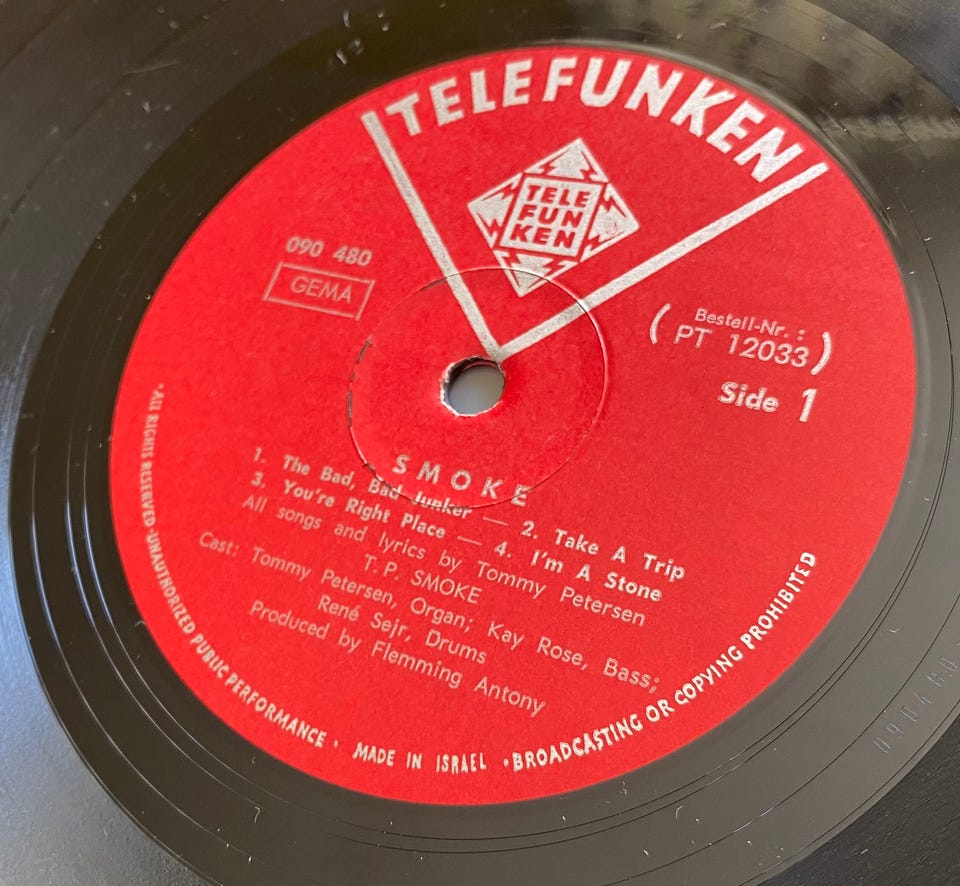 TELEFUNKEN
TELE
FUN
KEN
090 480
GEMA
( Bestell-Nr. :
PT 12033 )
Side 1
SMOKE
1. The Bad, Bad Junker — 2. Take A Trip
3. You're Right Place — 4. I'm A Stone
All songs and lyrics by Tommy Petersen
T. P. SMOKE
Cast: Tommy Petersen, Organ; Kay Rose, Bass;
René Sejr, Drums
Produced by Flemming Antony
· ALL RIGHTS RESERVED · UNAUTHORIZED PUBLIC PERFORMANCE · MADE IN ISRAEL · BROADCASTING OR COPYING PROHIBITED
090480